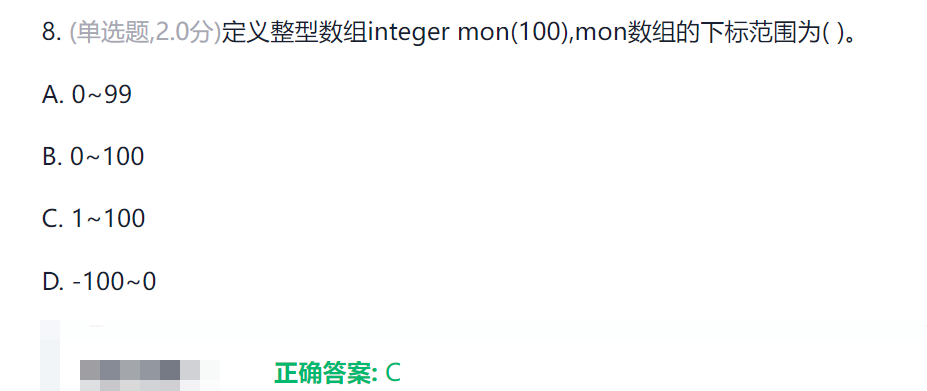 8. (单选题,2.0分)定义整型数组integer mon(100),mon数组的下标范围为( )。
A. 0~99
B. 0~100
C. 1~100
D. -100~0
正确答案: C